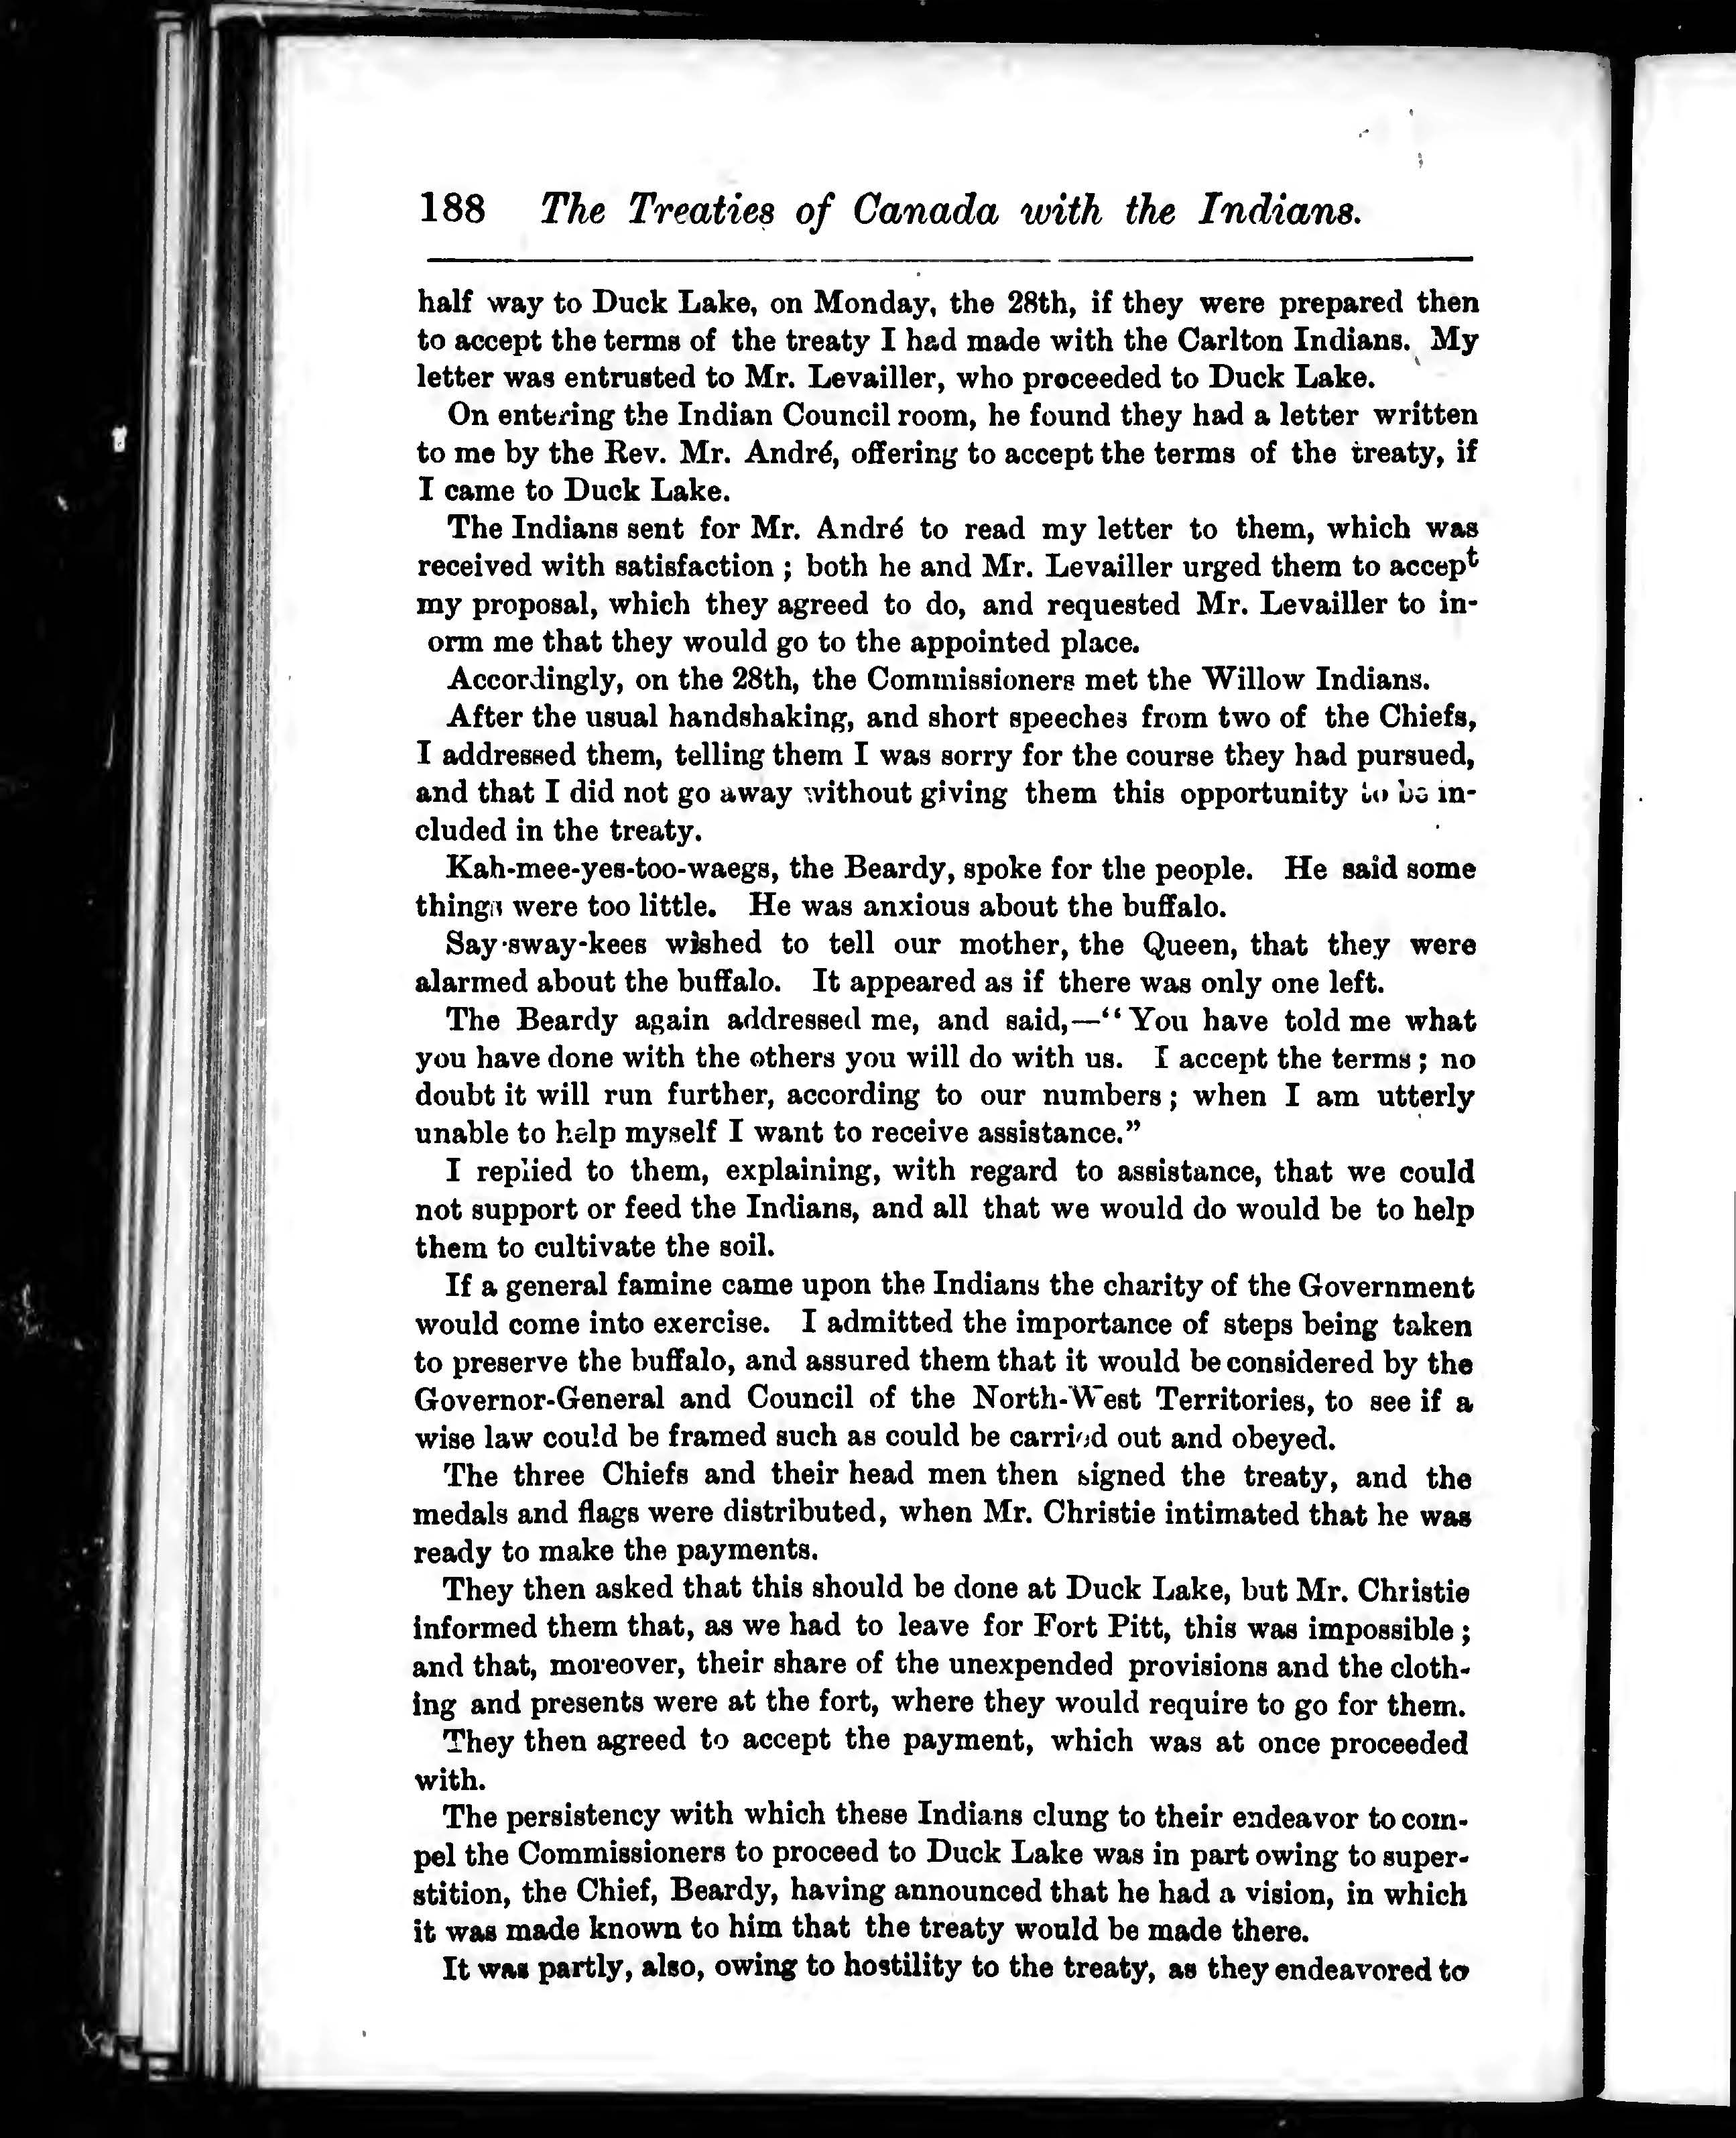 188 The Treaties of Canada with the Indians.
half way to Duck Lake, on Monday, the 28th, if they were prepared then
to accept the terms of the treaty I had made with the Carlton Indians. My
letter was entrusted to Mr. Levailler, who proceeded to Duck Lake.
On entering the Indian Council room, he found they had a letter written
to me by the Rev. Mr. André, offering to accept the terms of the treaty, if
I came to Duck Lake.
The Indians sent for Mr. André to read my letter to them, which was
received with satisfaction ; both he and Mr. Levailler urged them to accept
my proposal, which they agreed to do, and requested Mr. Levailler to in-
orm me that they would go to the appointed place.
Accordingly, on the 28th, the Commissioners met the Willow Indians.
After the usual handshaking, and short speeches from two of the Chiefs,
I addressed them, telling them I was sorry for the course they had pursued,
and that I did not go away without giving them this opportunity to be in-
cluded in the treaty.
Kah-mee-yes-too-waegs, the Beardy, spoke for the people. He said some
things were too little. He was anxious about the buffalo.
Say-sway-kees wished to tell our mother, the Queen, that they were
alarmed about the buffalo. It appeared as if there was only one left.
The Beardy again addressed me, and said,—“You have told me what
you have done with the others you will do with us. I accept the terms ; no
doubt it will run further, according to our numbers ; when I am utterly
unable to help myself I want to receive assistance.”
I replied to them, explaining, with regard to assistance, that we could
not support or feed the Indians, and all that we would do would be to help
them to cultivate the soil.
If a general famine came upon the Indians the charity of the Government
would come into exercise. I admitted the importance of steps being taken
to preserve the buffalo, and assured them that it would be considered by the
Governor-General and Council of the North-West Territories, to see if a
wise law could be framed such as could be carried out and obeyed.
The three Chiefs and their head men then signed the treaty, and the
medals and flags were distributed, when Mr. Christie intimated that he was
ready to make the payments.
They then asked that this should be done at Duck Lake, but Mr. Christie
informed them that, as we had to leave for Fort Pitt, this was impossible ;
and that, moreover, their share of the unexpended provisions and the cloth-
ing and presents were at the fort, where they would require to go for them.
They then agreed to accept the payment, which was at once proceeded
with.
The persistency with which these Indians clung to their endeavor to com-
pel the Commissioners to proceed to Duck Lake was in part owing to super-
stition, the Chief, Beardy, having announced that he had a vision, in which
it was made known to him that the treaty would be made there.
It was partly, also, owing to hostility to the treaty, as they endeavored to